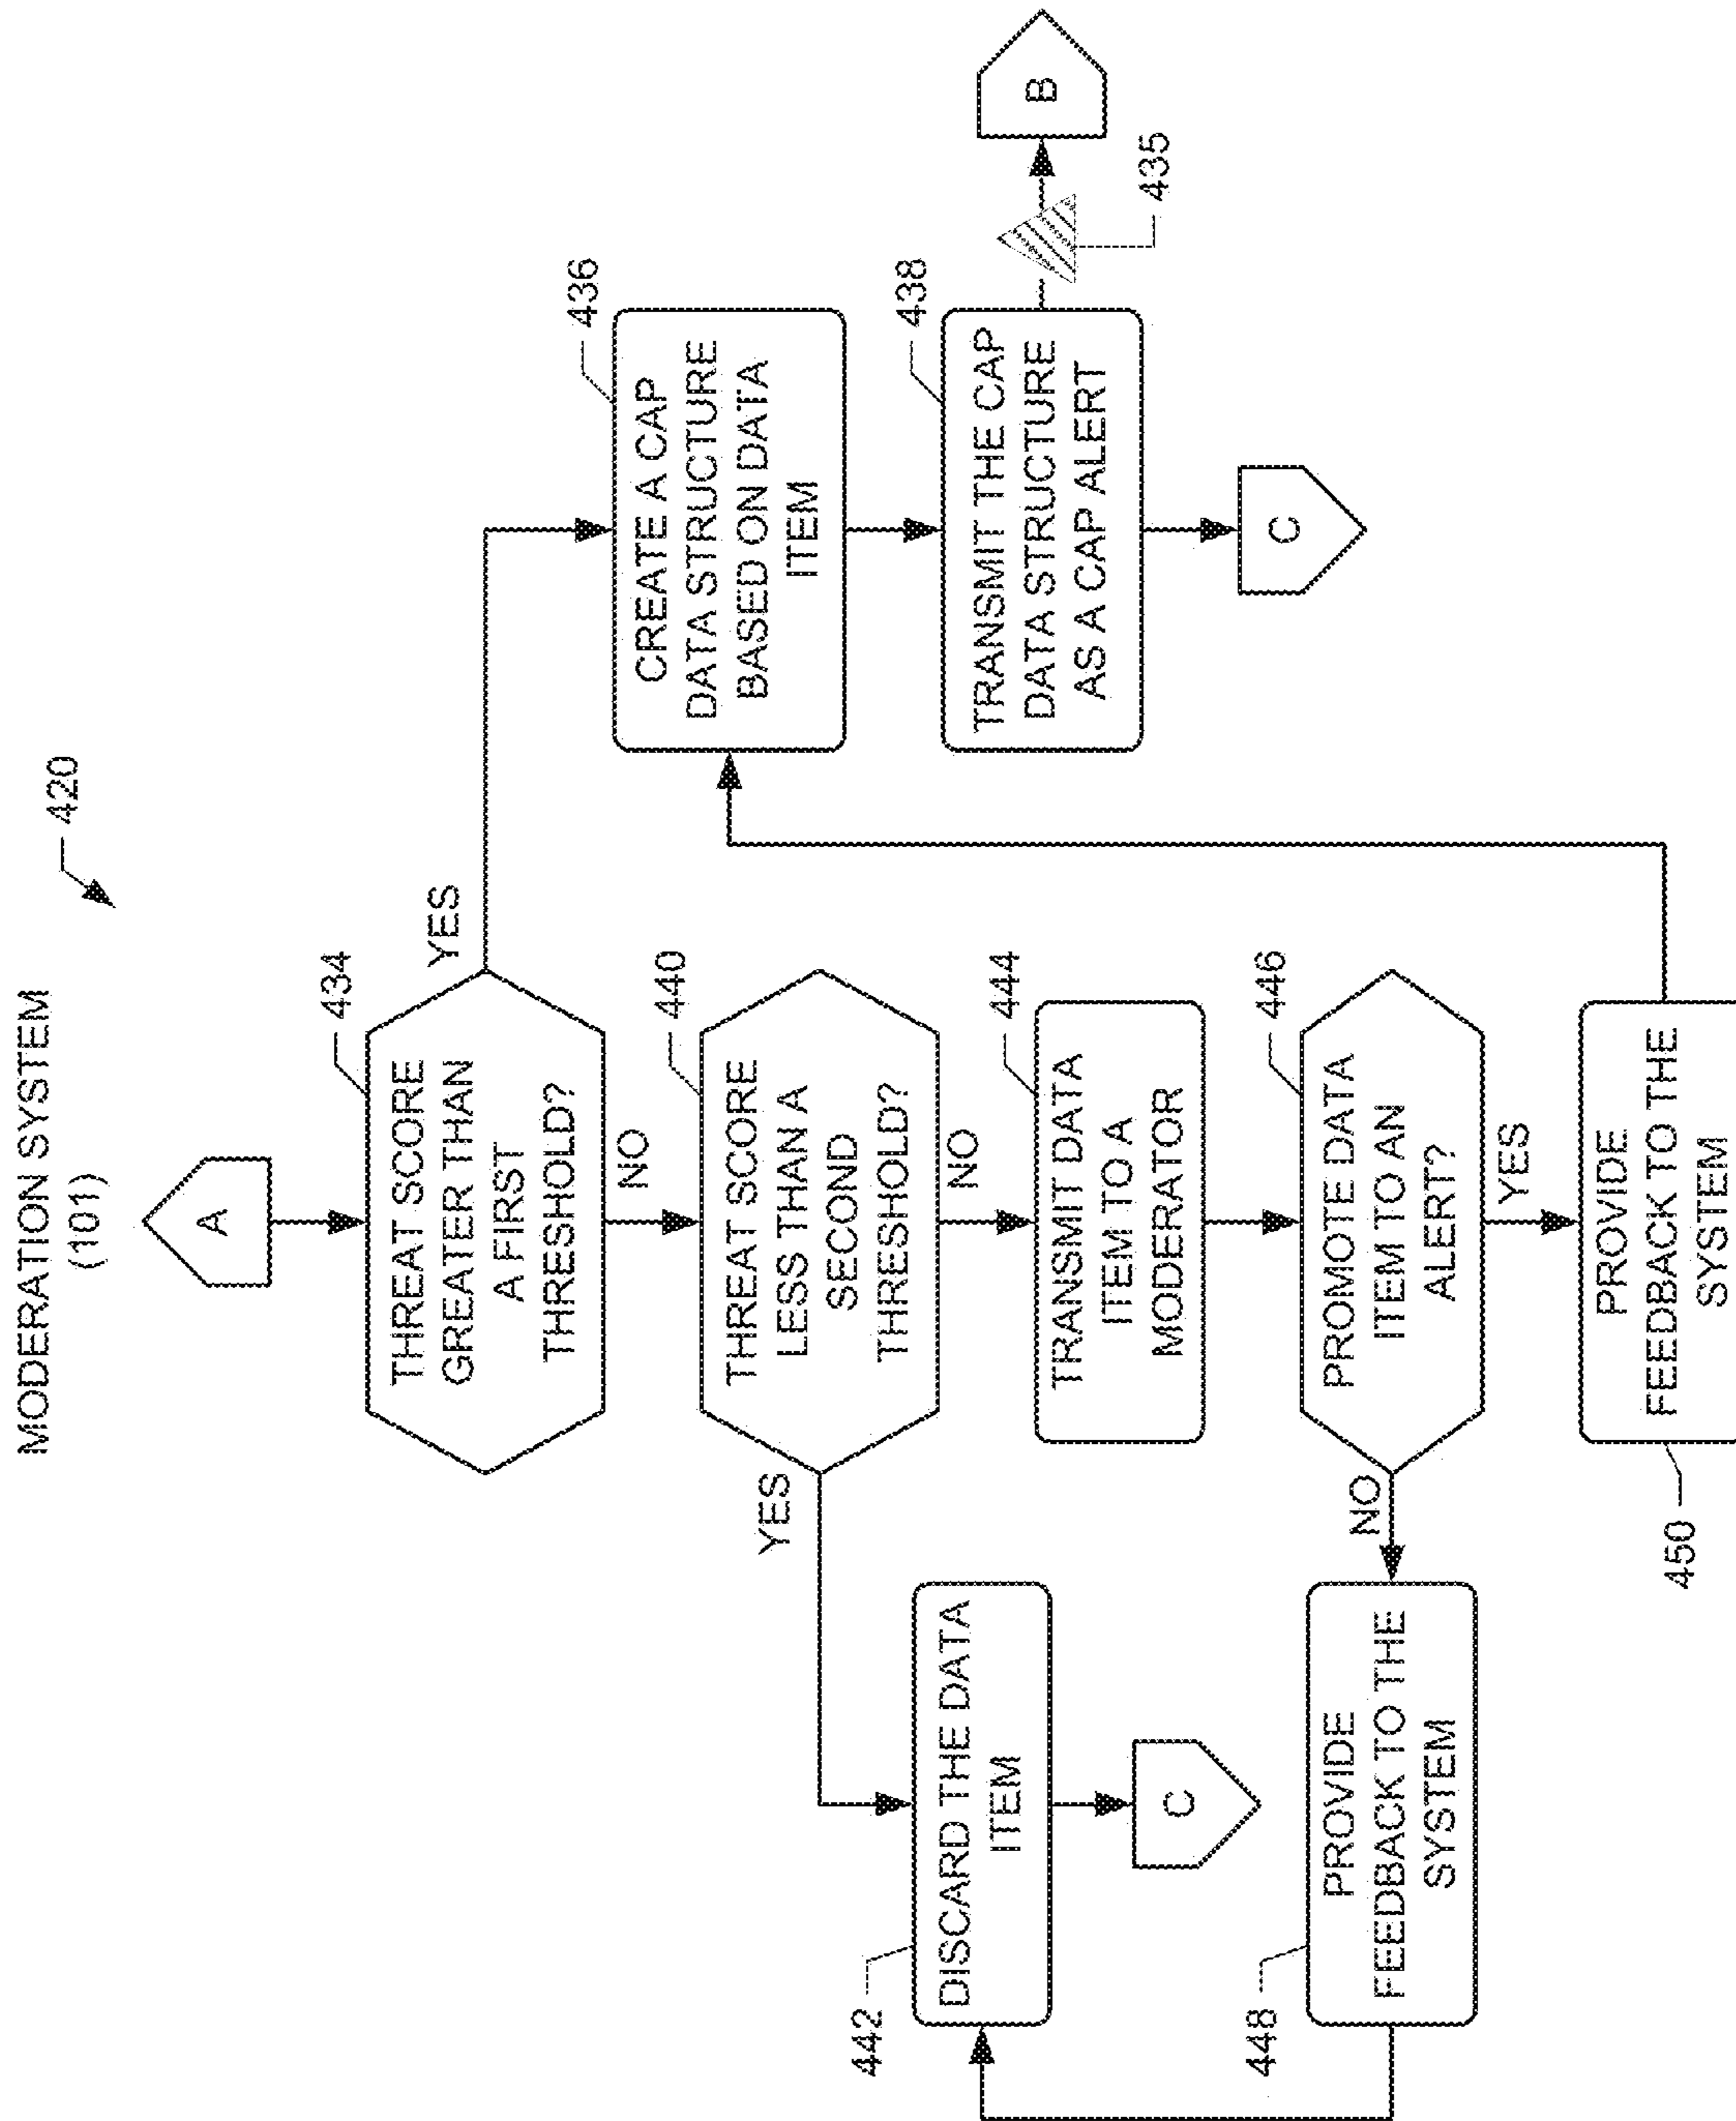 MODERATION SYSTEM
(101)
420
A
THREAT SCORE
GREATER THAN
A FIRST
THRESHOLD?
434
YES
NO
CREATE A CAP
DATA STRUCTURE
BASED ON DATA
ITEM
436
THREAT SCORE
LESS THAN A
SECOND
THRESHOLD?
440
YES
NO
DISCARD THE DATA
ITEM
442
C
TRANSMIT THE CAP
DATA STRUCTURE
AS A CAP ALERT
438
435
B
C
TRANSMIT DATA
ITEM TO A
MODERATOR
444
PROMOTE DATA
ITEM TO AN
ALERT?
446
NO
YES
PROVIDE
FEEDBACK TO THE
SYSTEM
448
PROVIDE
FEEDBACK TO THE
SYSTEM
450